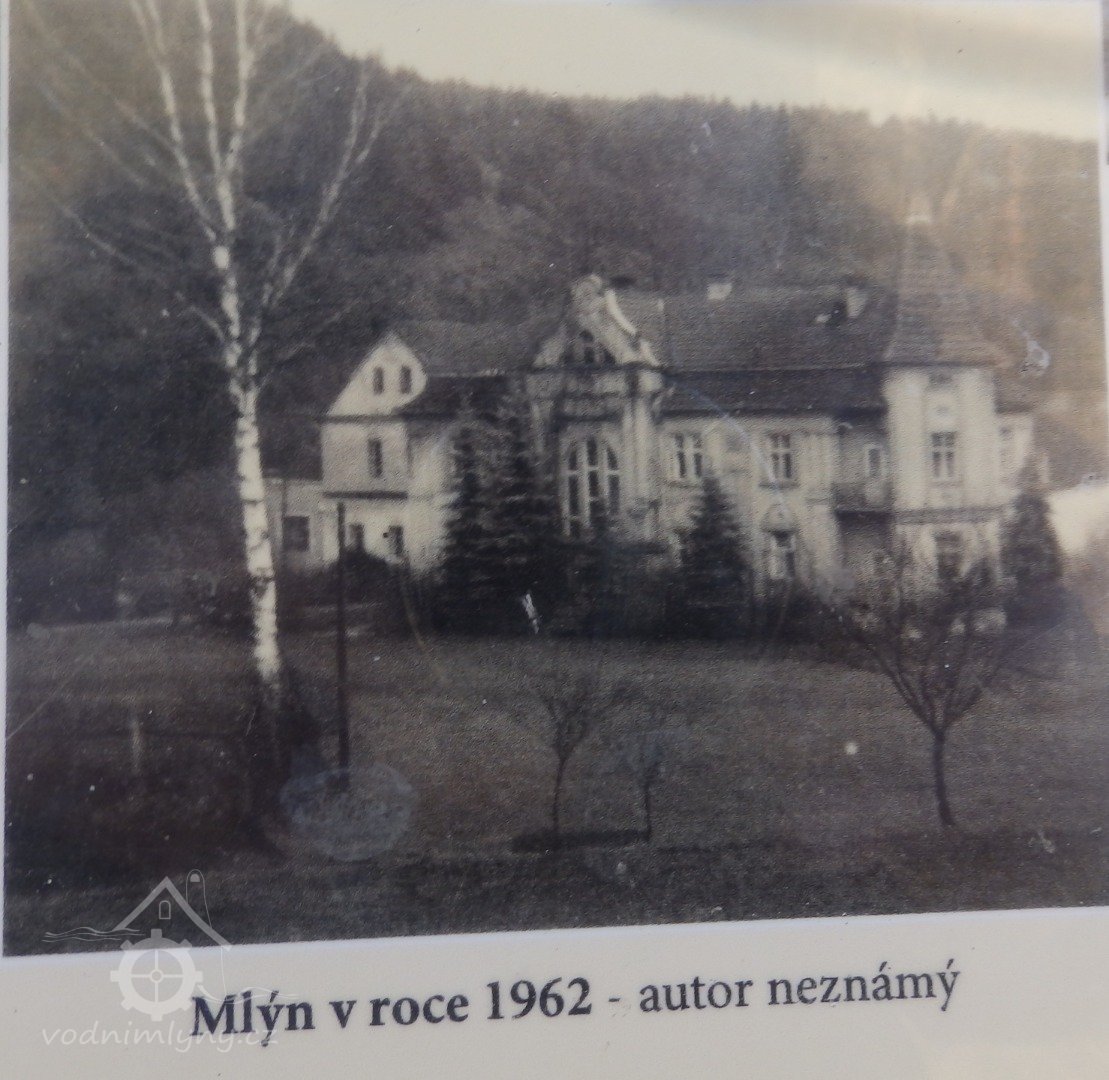 Mlýn v roce 1962 - autor neznámý
vodnimlyny.cz